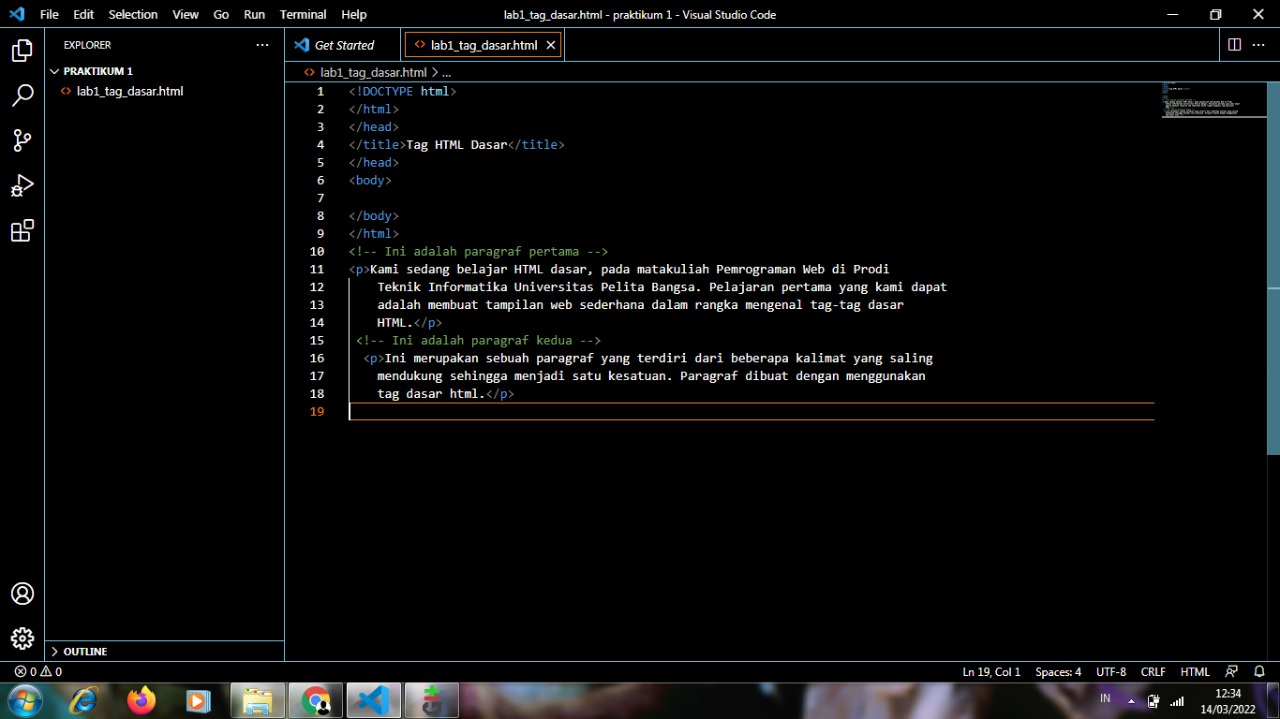 File Edit Selection View Go Run Terminal Help
lab1_tag_dasar.html - praktikum 1 - Visual Studio Code
EXPLORER
PRAKTIKUM 1
lab1_tag_dasar.html
OUTLINE
Get Started
lab1_tag_dasar.html
lab1_tag_dasar.html > ...
1 <!DOCTYPE html>
2 </html>
3 </head>
4 </title>Tag HTML Dasar</title>
5 </head>
6 <body>
7
8 </body>
9 </html>
10 <!-- Ini adalah paragraf pertama -->
11 <p>Kami sedang belajar HTML dasar, pada matakuliah Pemrograman Web di Prodi
12 Teknik Informatika Universitas Pelita Bangsa. Pelajaran pertama yang kami dapat
13 adalah membuat tampilan web sederhana dalam rangka mengenal tag-tag dasar
14 HTML.</p>
15 <!-- Ini adalah paragraf kedua -->
16 <p>Ini merupakan sebuah paragraf yang terdiri dari beberapa kalimat yang saling
17 mendukung sehingga menjadi satu kesatuan. Paragraf dibuat dengan menggunakan
18 tag dasar html.</p>
19
0 0
Ln 19, Col 1 Spaces: 4 UTF-8 CRLF HTML
IN
12:34
14/03/2022